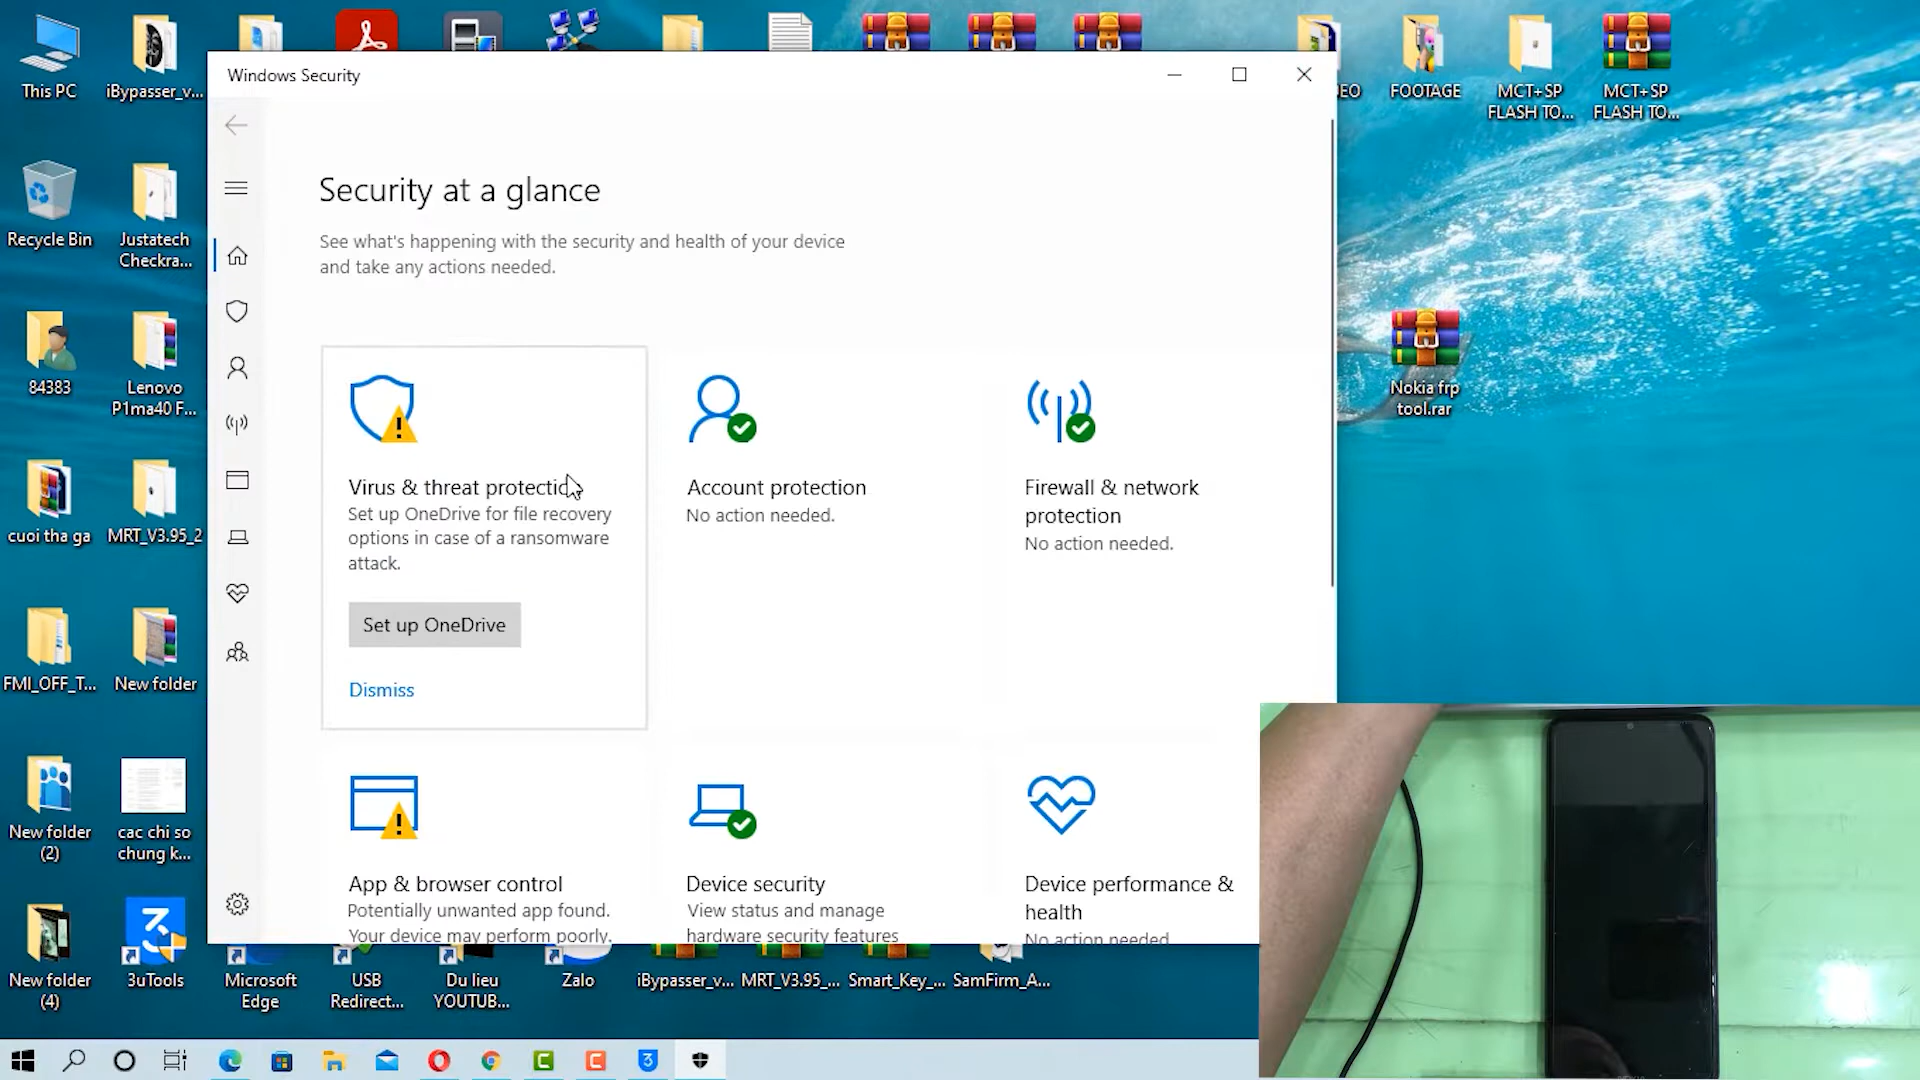 This PC
iBypasser_v...
EO
FOOTAGE
MCT+SP
FLASH TO...
MCT+SP
FLASH TO...
Windows Security
Security at a glance
See what's happening with the security and health of your device
and take any actions needed.
Recycle Bin
Justatech
Checkra...
84383
Lenovo
P1ma40 F...
Nokia frp
tool.rar
cuoi tha ga
MRT_V3.95_2
Virus & threat protection
Set up OneDrive for file recovery
options in case of a ransomware
attack.
Set up OneDrive
Dismiss
Account protection
No action needed.
Firewall & network
protection
No action needed.
FMI_OFF_T...
New folder
New folder
(2)
cac chi so
chung k...
App & browser control
Potentially unwanted app found.
Your device may perform poorly.
Device security
View status and manage
hardware security features
Device performance &
health
No action needed
New folder
(4)
3uTools
Microsoft
Edge
USB
Redirect...
Du lieu
YOUTUB...
Zalo
iBypasser_v...
MRT_V3.95_...
Smart_Key_...
SamFirm_A...